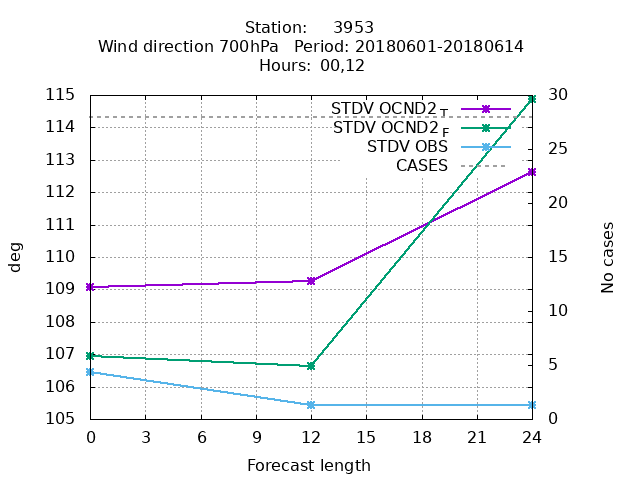 Station: 3953
Wind direction 700hPa Period: 20180601-20180614
Hours: 00,12
115
114
113
112
111
110
109
108
107
106
105
deg
STDV OCND2 T
STDV OCND2 F
STDV OBS
CASES
30
25
20
15
10
5
0
No cases
0 3 6 9 12 15 18 21 24
Forecast length